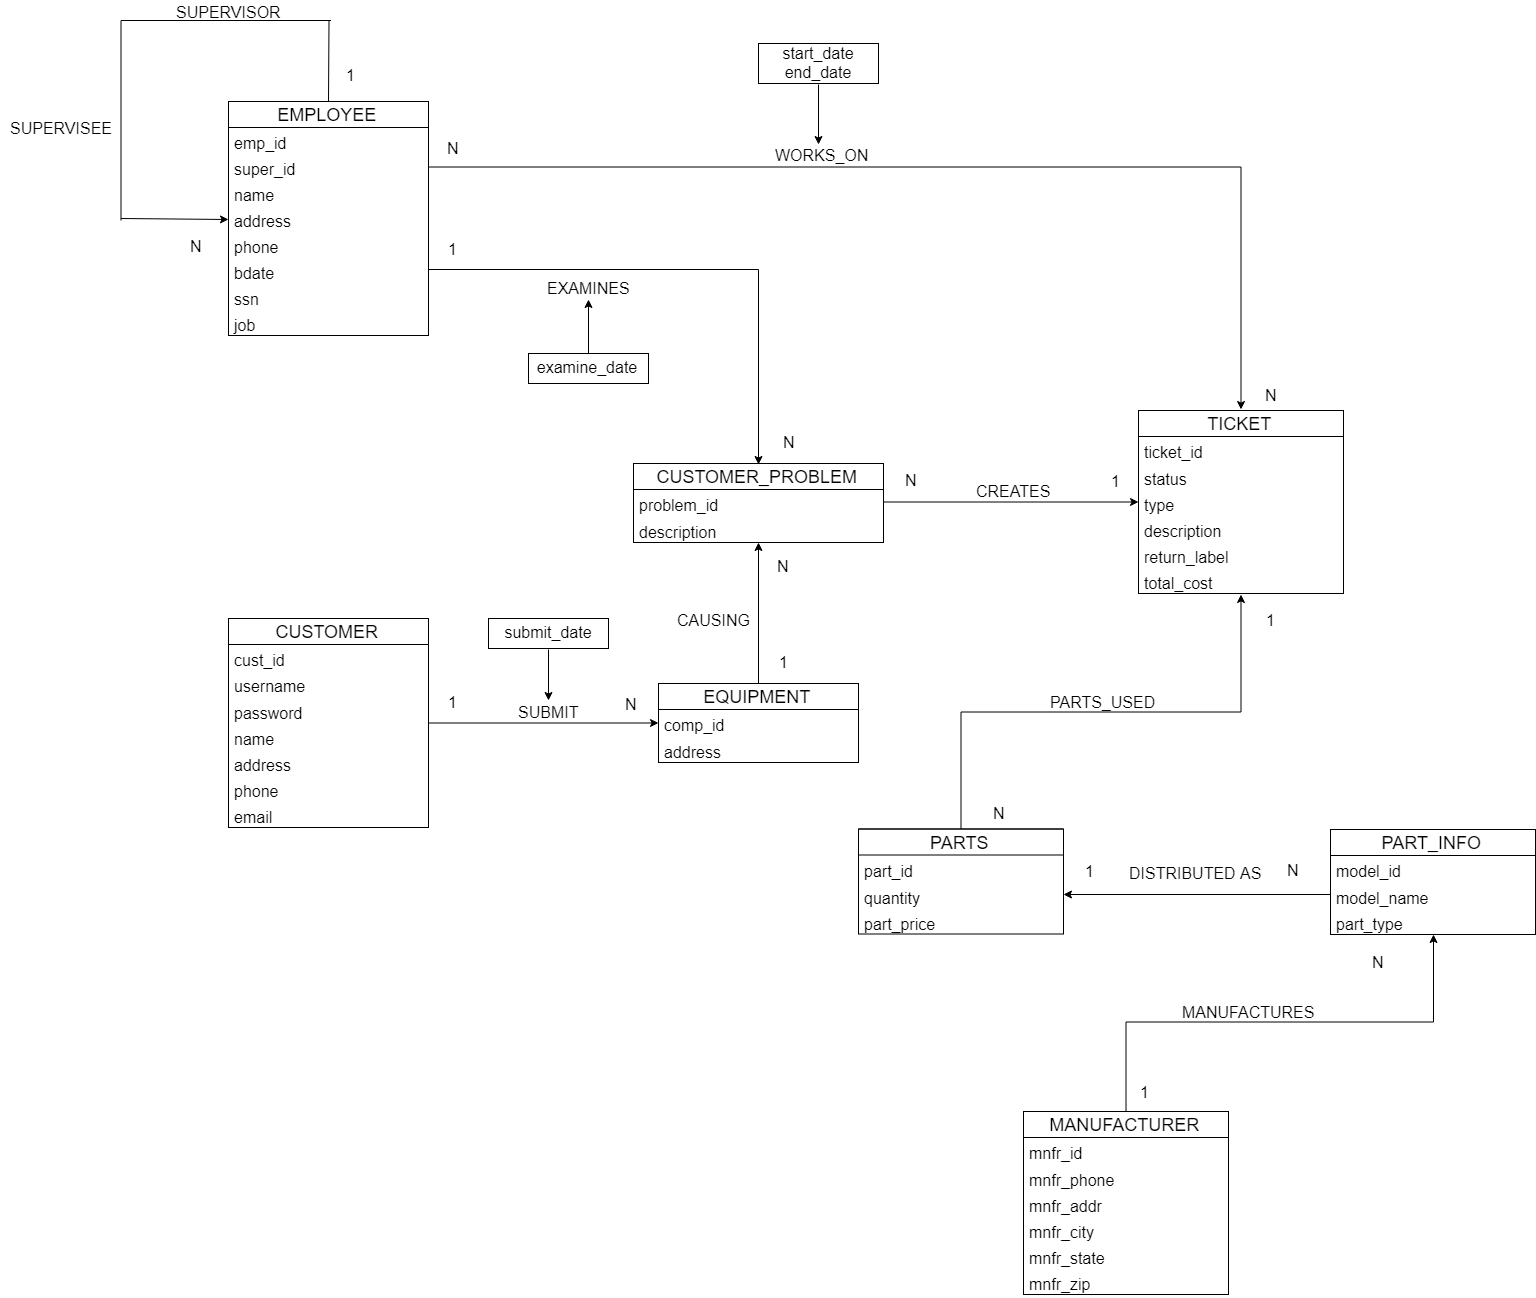 SUPERVISOR
1
SUPERVISEE
N
EMPLOYEE
emp_id
super_id
name
address
phone
bdate
ssn
job
start_date
end_date
N
WORKS_ON
N
1
EXAMINES
examine_date
N
CUSTOMER_PROBLEM
problem_id
description
N
CREATES
1
TICKET
ticket_id
status
type
description
return_label
total_cost
N
CAUSING
1
CUSTOMER
cust_id
username
password
name
address
phone
email
submit_date
1
SUBMIT
N
EQUIPMENT
comp_id
address
1
PARTS_USED
N
PARTS
part_id
quantity
part_price
1
DISTRIBUTED AS
N
PART_INFO
model_id
model_name
part_type
N
MANUFACTURES
1
MANUFACTURER
mnfr_id
mnfr_phone
mnfr_addr
mnfr_city
mnfr_state
mnfr_zip